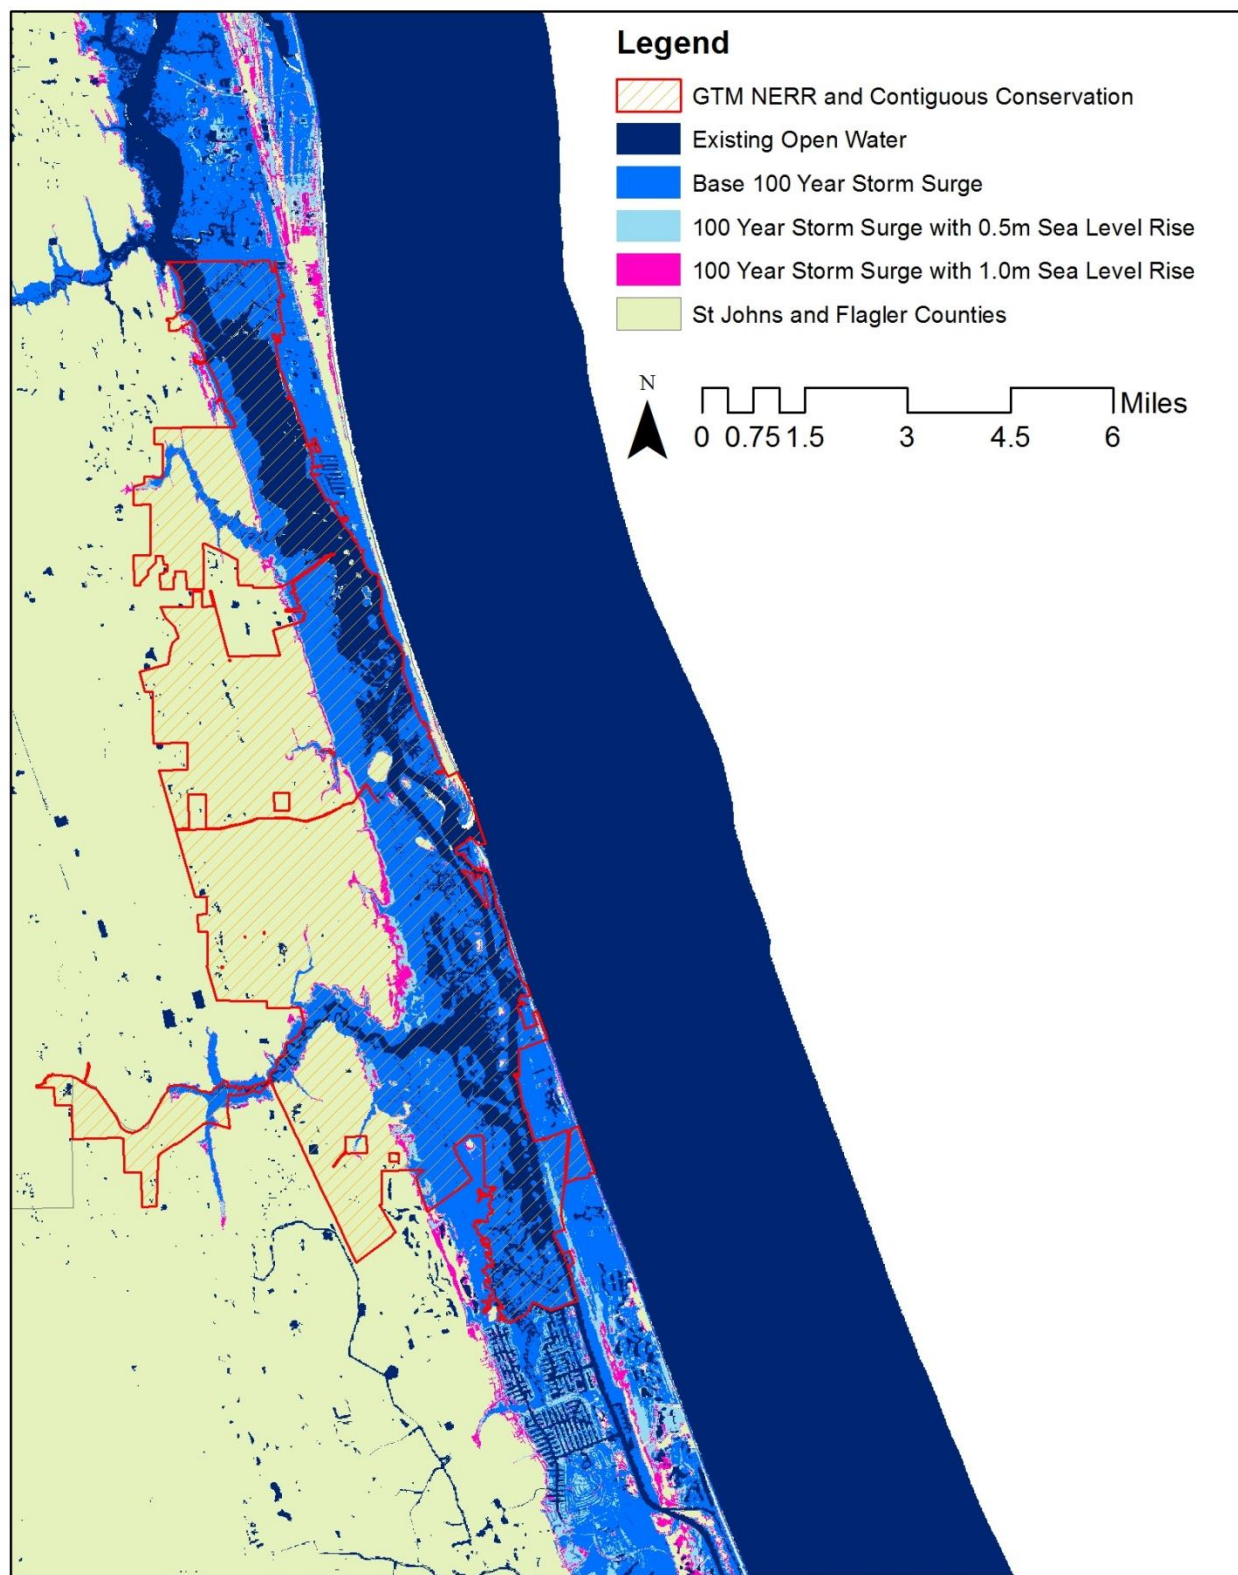 Legend
GTM NERR and Contiguous Conservation
Existing Open Water
Base 100 Year Storm Surge
100 Year Storm Surge with 0.5m Sea Level Rise
100 Year Storm Surge with 1.0m Sea Level Rise
St Johns and Flagler Counties
N
Miles
0 0.75 1.5 3 4.5 6